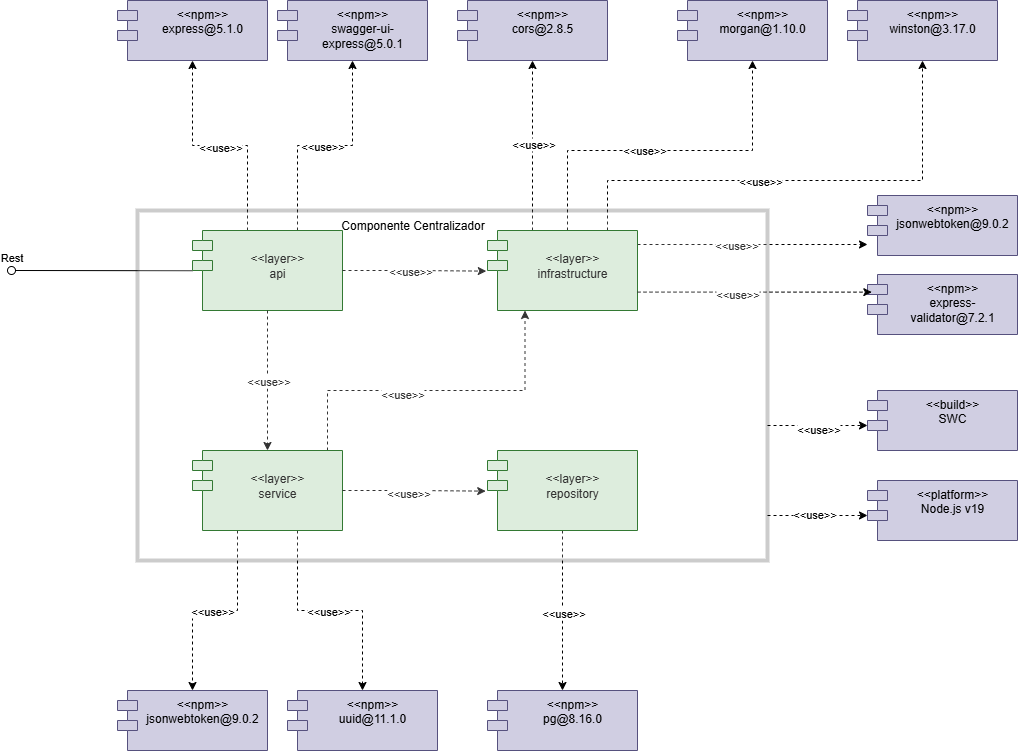 <<npm>>
express@5.1.0
<<npm>>
swagger-ui-
express@5.0.1
<<npm>>
cors@2.8.5
<<npm>>
morgan@1.10.0
<<npm>>
winston@3.17.0
<<use>>
<<use>>
<<use>>
<<use>>
<<use>>
<<npm>>
jsonwebtoken@9.0.2
Componente Centralizador
Rest
<<layer>>
api
<<use>>
<<layer>>
infrastructure
<<use>>
<<use>>
<<npm>>
express-
validator@7.2.1
<<use>>
<<use>>
<<build>>
SWC
<<use>>
<<layer>>
service
<<use>>
<<layer>>
repository
<<use>>
<<platform>>
Node.js v19
<<use>>
<<use>>
<<use>>
<<npm>>
jsonwebtoken@9.0.2
<<npm>>
uuid@11.1.0
<<npm>>
pg@8.16.0